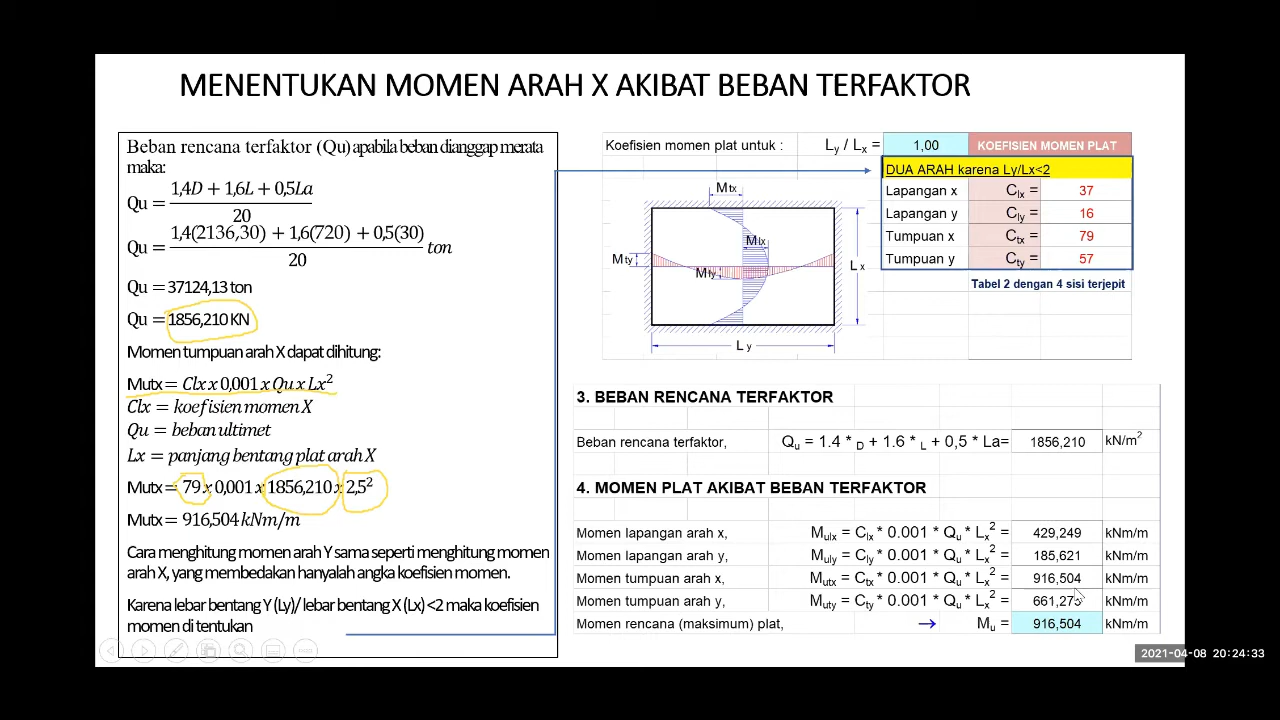 MENENTUKAN MOMEN ARAH X AKIBAT BEBAN TERFAKTOR
Beban rencana terfaktor (Qu) apabila beban dianggap merata
maka:
Qu = 1,4D + 1,6L + 0,5La / 20
Qu = 1,4(2136,30) + 1,6(720) + 0,5(30) / 20 ton
Qu = 37124,13 ton
Qu = 1856,210 KN
Momen tumpuan arah X dapat dihitung:
Mutx = Clx x 0,001 x Qu x Lx²
Clx = koefisien momen X
Qu = beban ultimet
Lx = panjang bentang plat arah X
Mutx = 79 x 0,001 x 1856,210 x 2,5²
Mutx = 916,504 kNm/m
Cara menghitung momen arah Y sama seperti menghitung momen
arah X, yang membedakan hanyalah angka koefisien momen.
Karena lebar bentang Y (Ly)/ lebar bentang X (Lx) <2 maka koefisien
momen di tentukan
Koefisien momen plat untuk : Ly / Lx = 1,00 KOEFISIEN MOMEN PLAT
DUA ARAH karena Ly/Lx<2
Lapangan x Clx = 37
Lapangan y Cly = 16
Tumpuan x Ctx = 79
Tumpuan y Cty = 57
Tabel 2 dengan 4 sisi terjepit
Mtx
Mlx
Mty
Mty
Lx
Ly
3. BEBAN RENCANA TERFAKTOR
Beban rencana terfaktor, Qu = 1.4 * D + 1.6 * L + 0,5 * La= 1856,210 kN/m²
4. MOMEN PLAT AKIBAT BEBAN TERFAKTOR
Momen lapangan arah x, Mulx = Clx * 0.001 * Qu * Lx² = 429,249 kNm/m
Momen lapangan arah y, Muly = Cly * 0.001 * Qu * Lx² = 185,621 kNm/m
Momen tumpuan arah x, Mutx = Ctx * 0.001 * Qu * Lx² = 916,504 kNm/m
Momen tumpuan arah y, Muty = Cty * 0.001 * Qu * Lx² = 661,275 kNm/m
Momen rencana (maksimum) plat, → Mu = 916,504 kNm/m
2021-04-08 20:24:33